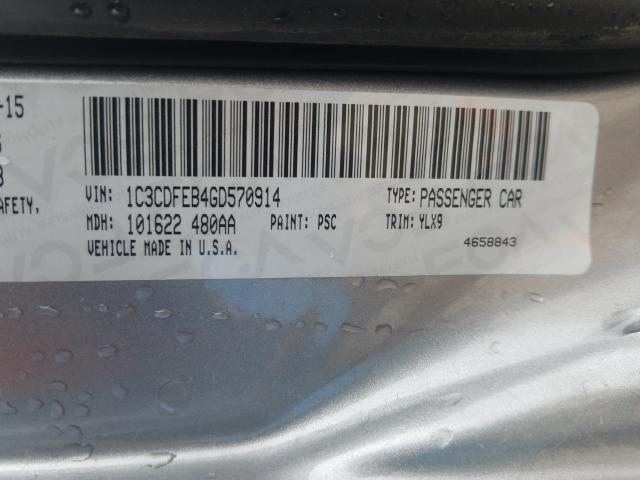 -15
VIN: 1C3CDFEB4GD570914 TYPE: PASSENGER CAR
AFETY,
MDH: 101622 480AA PAINT: PSC TRIM: YLX9
VEHICLE MADE IN U.S.A. 4658843